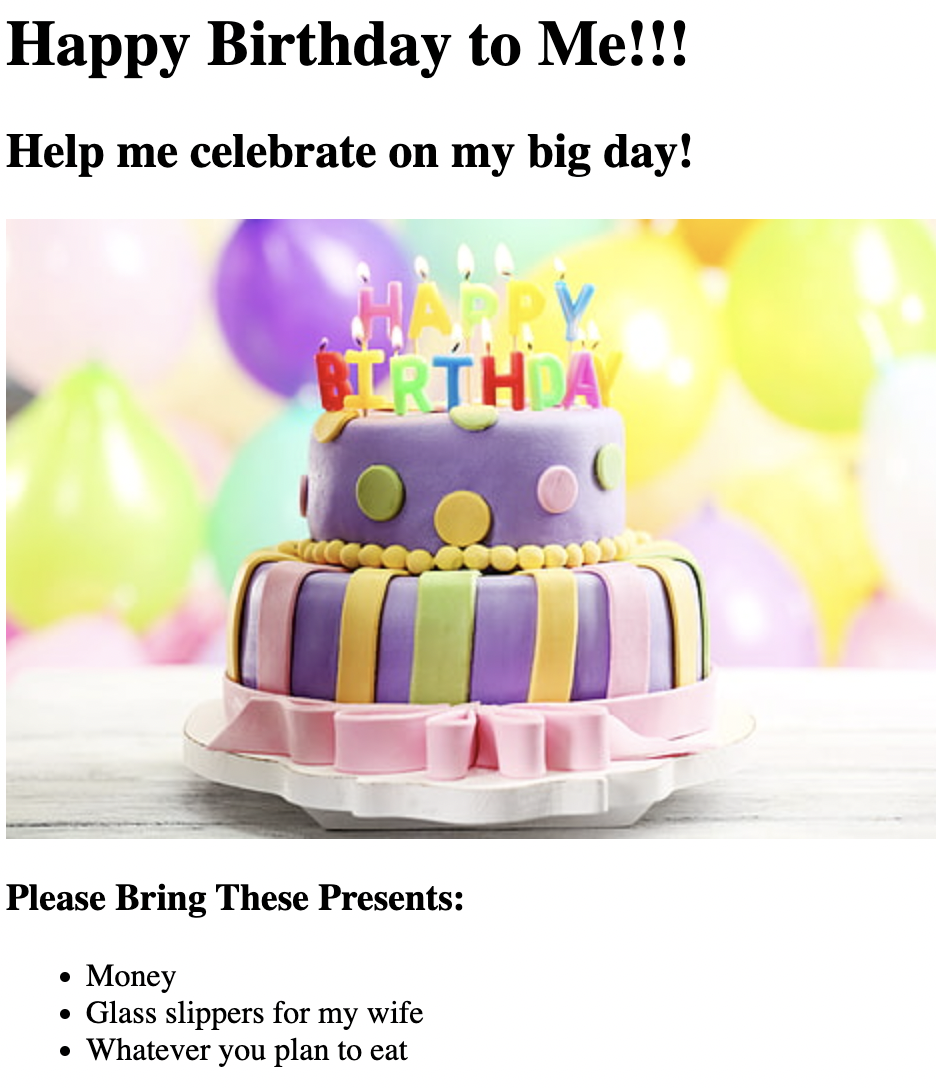 Happy Birthday to Me!!!
Help me celebrate on my big day!
HAPPY
BIRTHDAY
Please Bring These Presents:
• Money
• Glass slippers for my wife
• Whatever you plan to eat